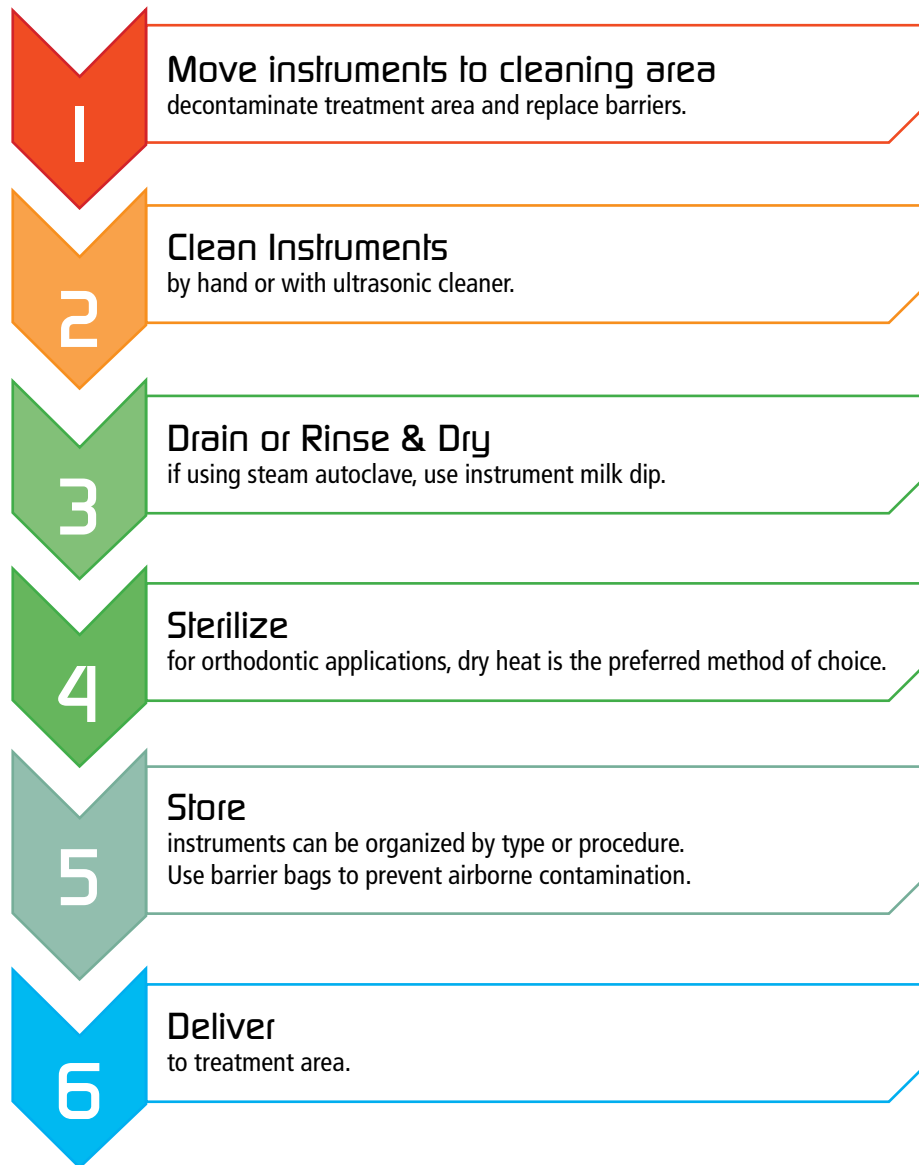 1
Move instruments to cleaning area
decontaminate treatment area and replace barriers.
2
Clean Instruments
by hand or with ultrasonic cleaner.
3
Drain or Rinse & Dry
if using steam autoclave, use instrument milk dip.
4
Sterilize
for orthodontic applications, dry heat is the preferred method of choice.
5
Store
instruments can be organized by type or procedure.
Use barrier bags to prevent airborne contamination.
6
Deliver
to treatment area.